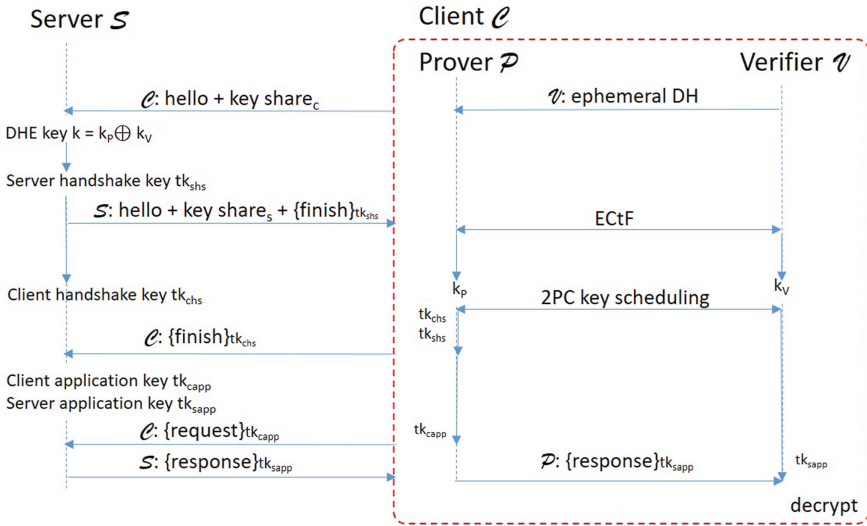 Server 𝓢
Client 𝓒
Prover 𝓟
Verifier 𝓥
𝓒: hello + key share_c
𝓥: ephemeral DH
DHE key k = k_P⊕ k_V
Server handshake key tk_shs
𝓢: hello + key share_s + {finish}tk_shs
ECtF
k_P
k_V
Client handshake key tk_chs
2PC key scheduling
tk_chs
tk_shs
𝓒: {finish}tk_chs
Client application key tk_capp
Server application key tk_sapp
tk_capp
𝓒: {request}tk_capp
𝓢: {response}tk_sapp
𝓟: {response}tk_sapp
tk_sapp
decrypt